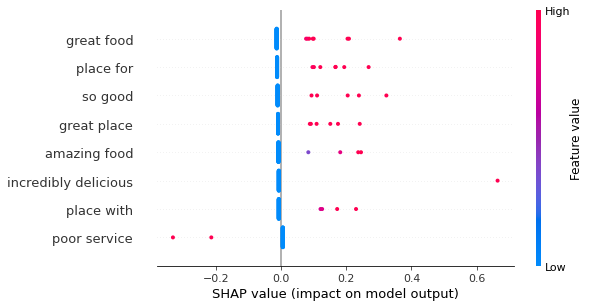 High
great food
place for
so good
great place
amazing food
incredibly delicious
place with
poor service
Feature value
Low
−0.2 0.0 0.2 0.4 0.6
SHAP value (impact on model output)